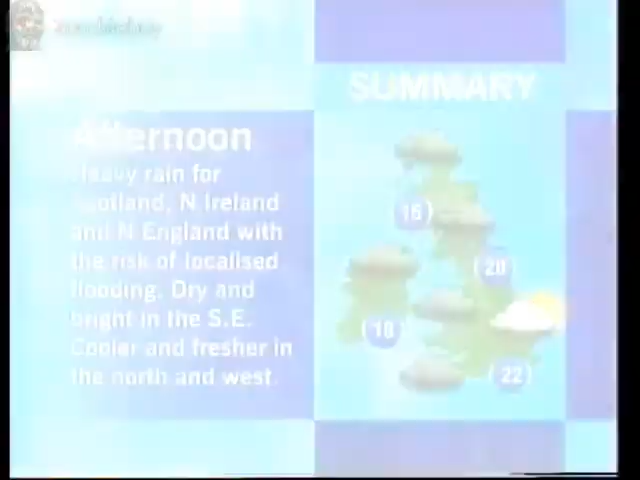 SUMMARY
Afternoon
Heavy rain for
Scotland, N Ireland
and N England with
the risk of localised
flooding. Dry and
bright in the S.E.
Cooler and fresher in
the north and west.
15
20
18
22